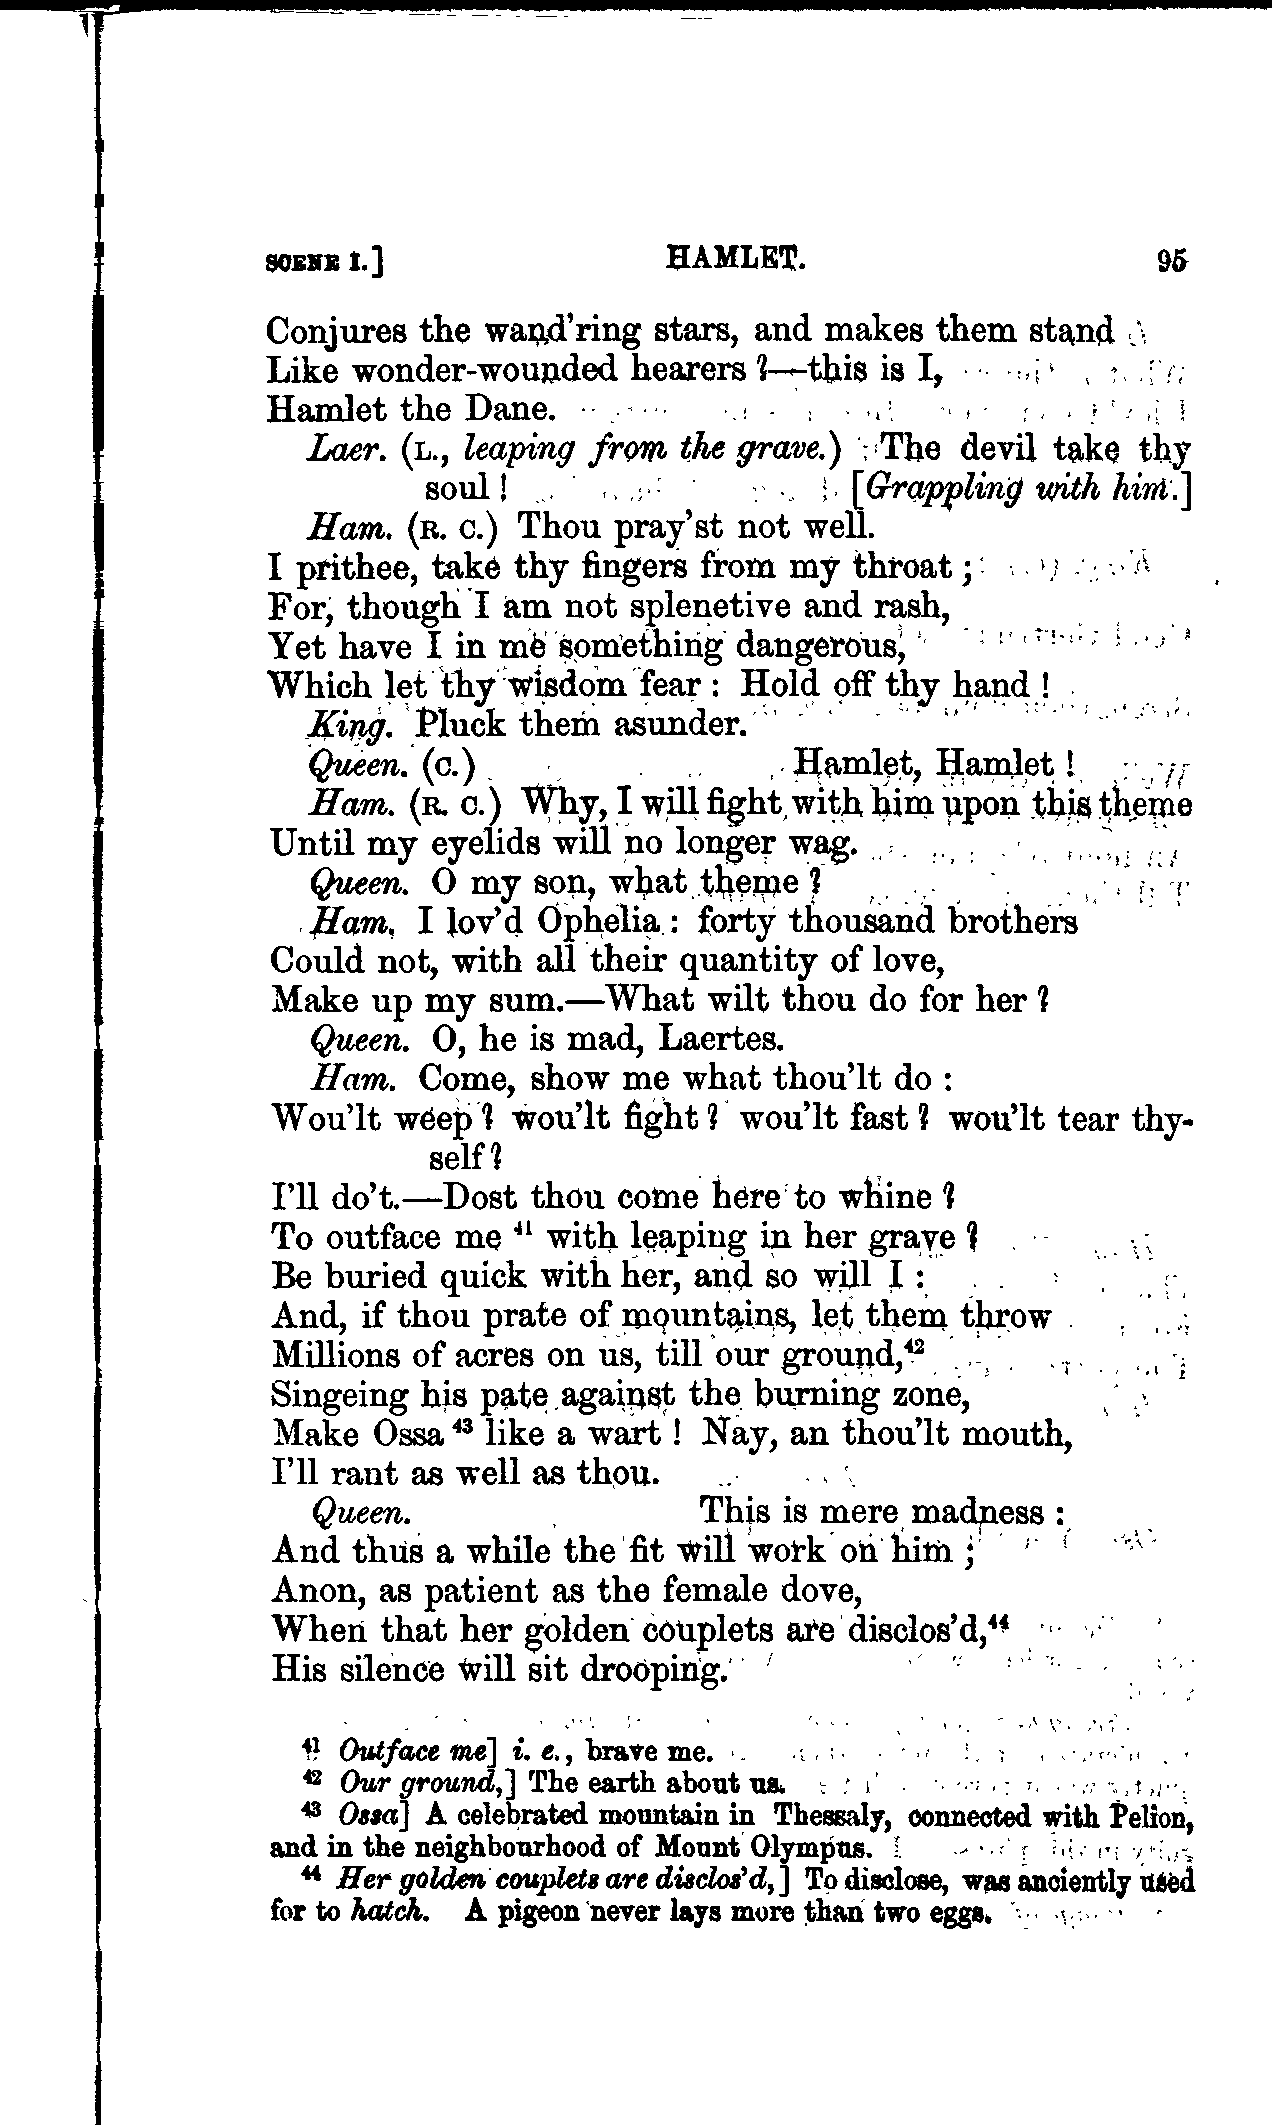 SCENE I.] HAMLET. 95
Conjures the wand'ring stars, and makes them stand
Like wonder-wounded hearers?—this is I,
Hamlet the Dane.
Laer. (L., leaping from the grave.) The devil take thy
soul! [Grappling with him.]
Ham. (R. C.) Thou pray'st not well.
I prithee, take thy fingers from my throat;
For, though I am not splenetive and rash,
Yet have I in me something dangerous,
Which let thy wisdom fear: Hold off thy hand!
King. Pluck them asunder.
Queen. (C.) Hamlet, Hamlet!
Ham. (R. C.) Why, I will fight with him upon this theme
Until my eyelids will no longer wag.
Queen. O my son, what theme?
Ham. I lov'd Ophelia: forty thousand brothers
Could not, with all their quantity of love,
Make up my sum.—What wilt thou do for her?
Queen. O, he is mad, Laertes.
Ham. Come, show me what thou'lt do:
Wou'lt weep? wou'lt fight? wou'lt fast? wou'lt tear thy-
self?
I'll do't.—Dost thou come here to whine?
To outface me 41 with leaping in her grave?
Be buried quick with her, and so will I:
And, if thou prate of mountains, let them throw
Millions of acres on us, till our ground,42
Singeing his pate against the burning zone,
Make Ossa 43 like a wart! Nay, an thou'lt mouth,
I'll rant as well as thou.
Queen. This is mere madness:
And thus a while the fit will work on him;
Anon, as patient as the female dove,
When that her golden couplets are disclos'd,44
His silence will sit drooping.
41 Outface me] i. e., brave me.
42 Our ground,] The earth about us.
43 Ossa] A celebrated mountain in Thessaly, connected with Pelion,
and in the neighbourhood of Mount Olympus.
44 Her golden couplets are disclos'd,] To disclose, was anciently used
for to hatch. A pigeon never lays more than two eggs.